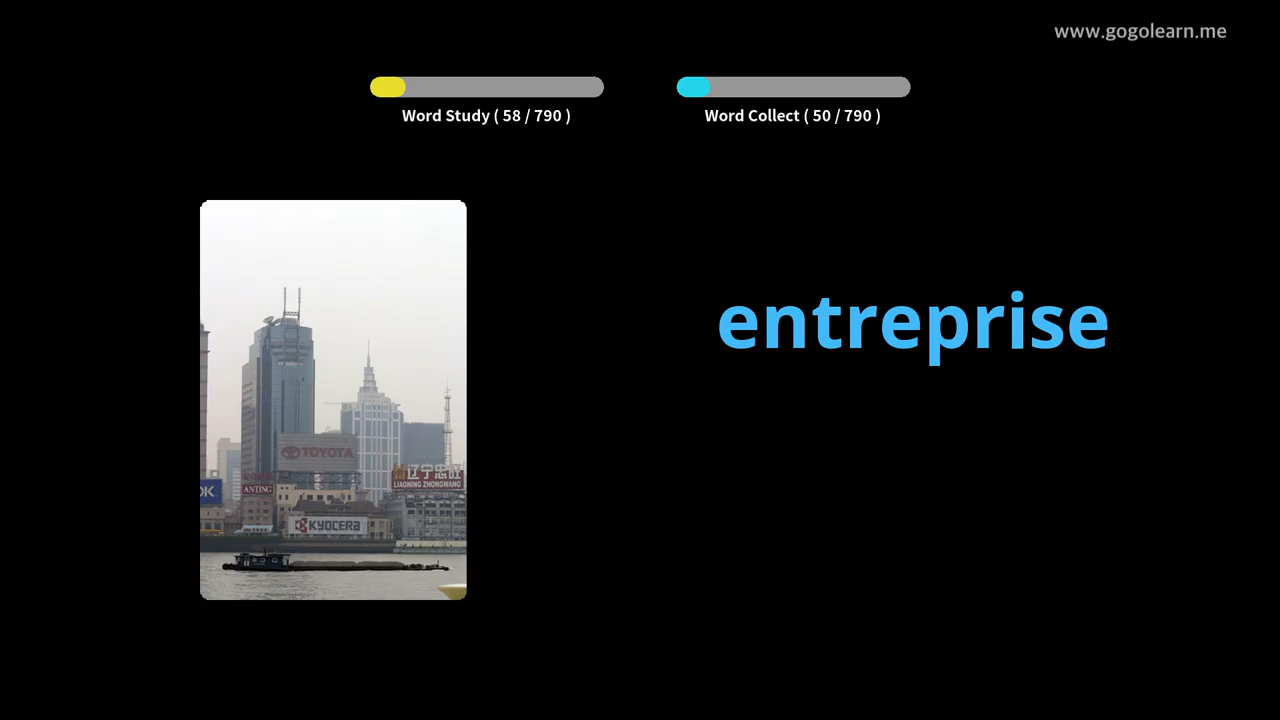 www.gogolearn.me
Word Study ( 58 / 790 )
Word Collect ( 50 / 790 )
entreprise
TOYOTA
辽宁忠旺
LIAONING ZHONGWANG
OK
ANTING
KYOCERA